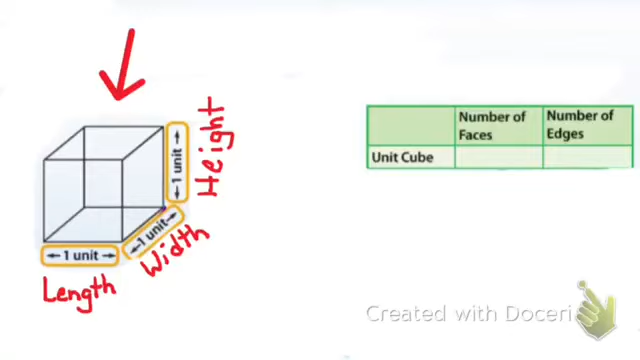 Height
1 unit
1 unit
Width
1 unit
Length
Number of Faces
Number of Edges
Unit Cube
Created with Doceri